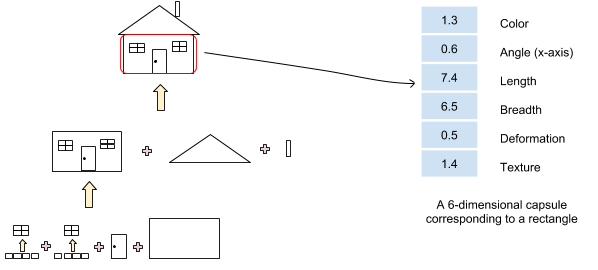 1.3 Color
0.6 Angle (x-axis)
7.4 Length
6.5 Breadth
0.5 Deformation
1.4 Texture
A 6-dimensional capsule
corresponding to a rectangle